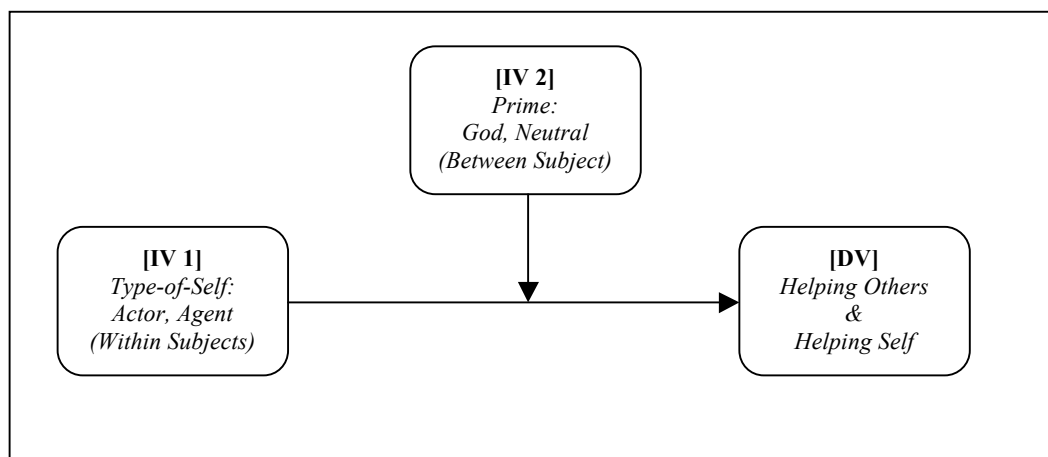 [IV 2]
Prime:
God, Neutral
(Between Subject)
[IV 1]
Type-of-Self:
Actor, Agent
(Within Subjects)
[DV]
Helping Others
&
Helping Self